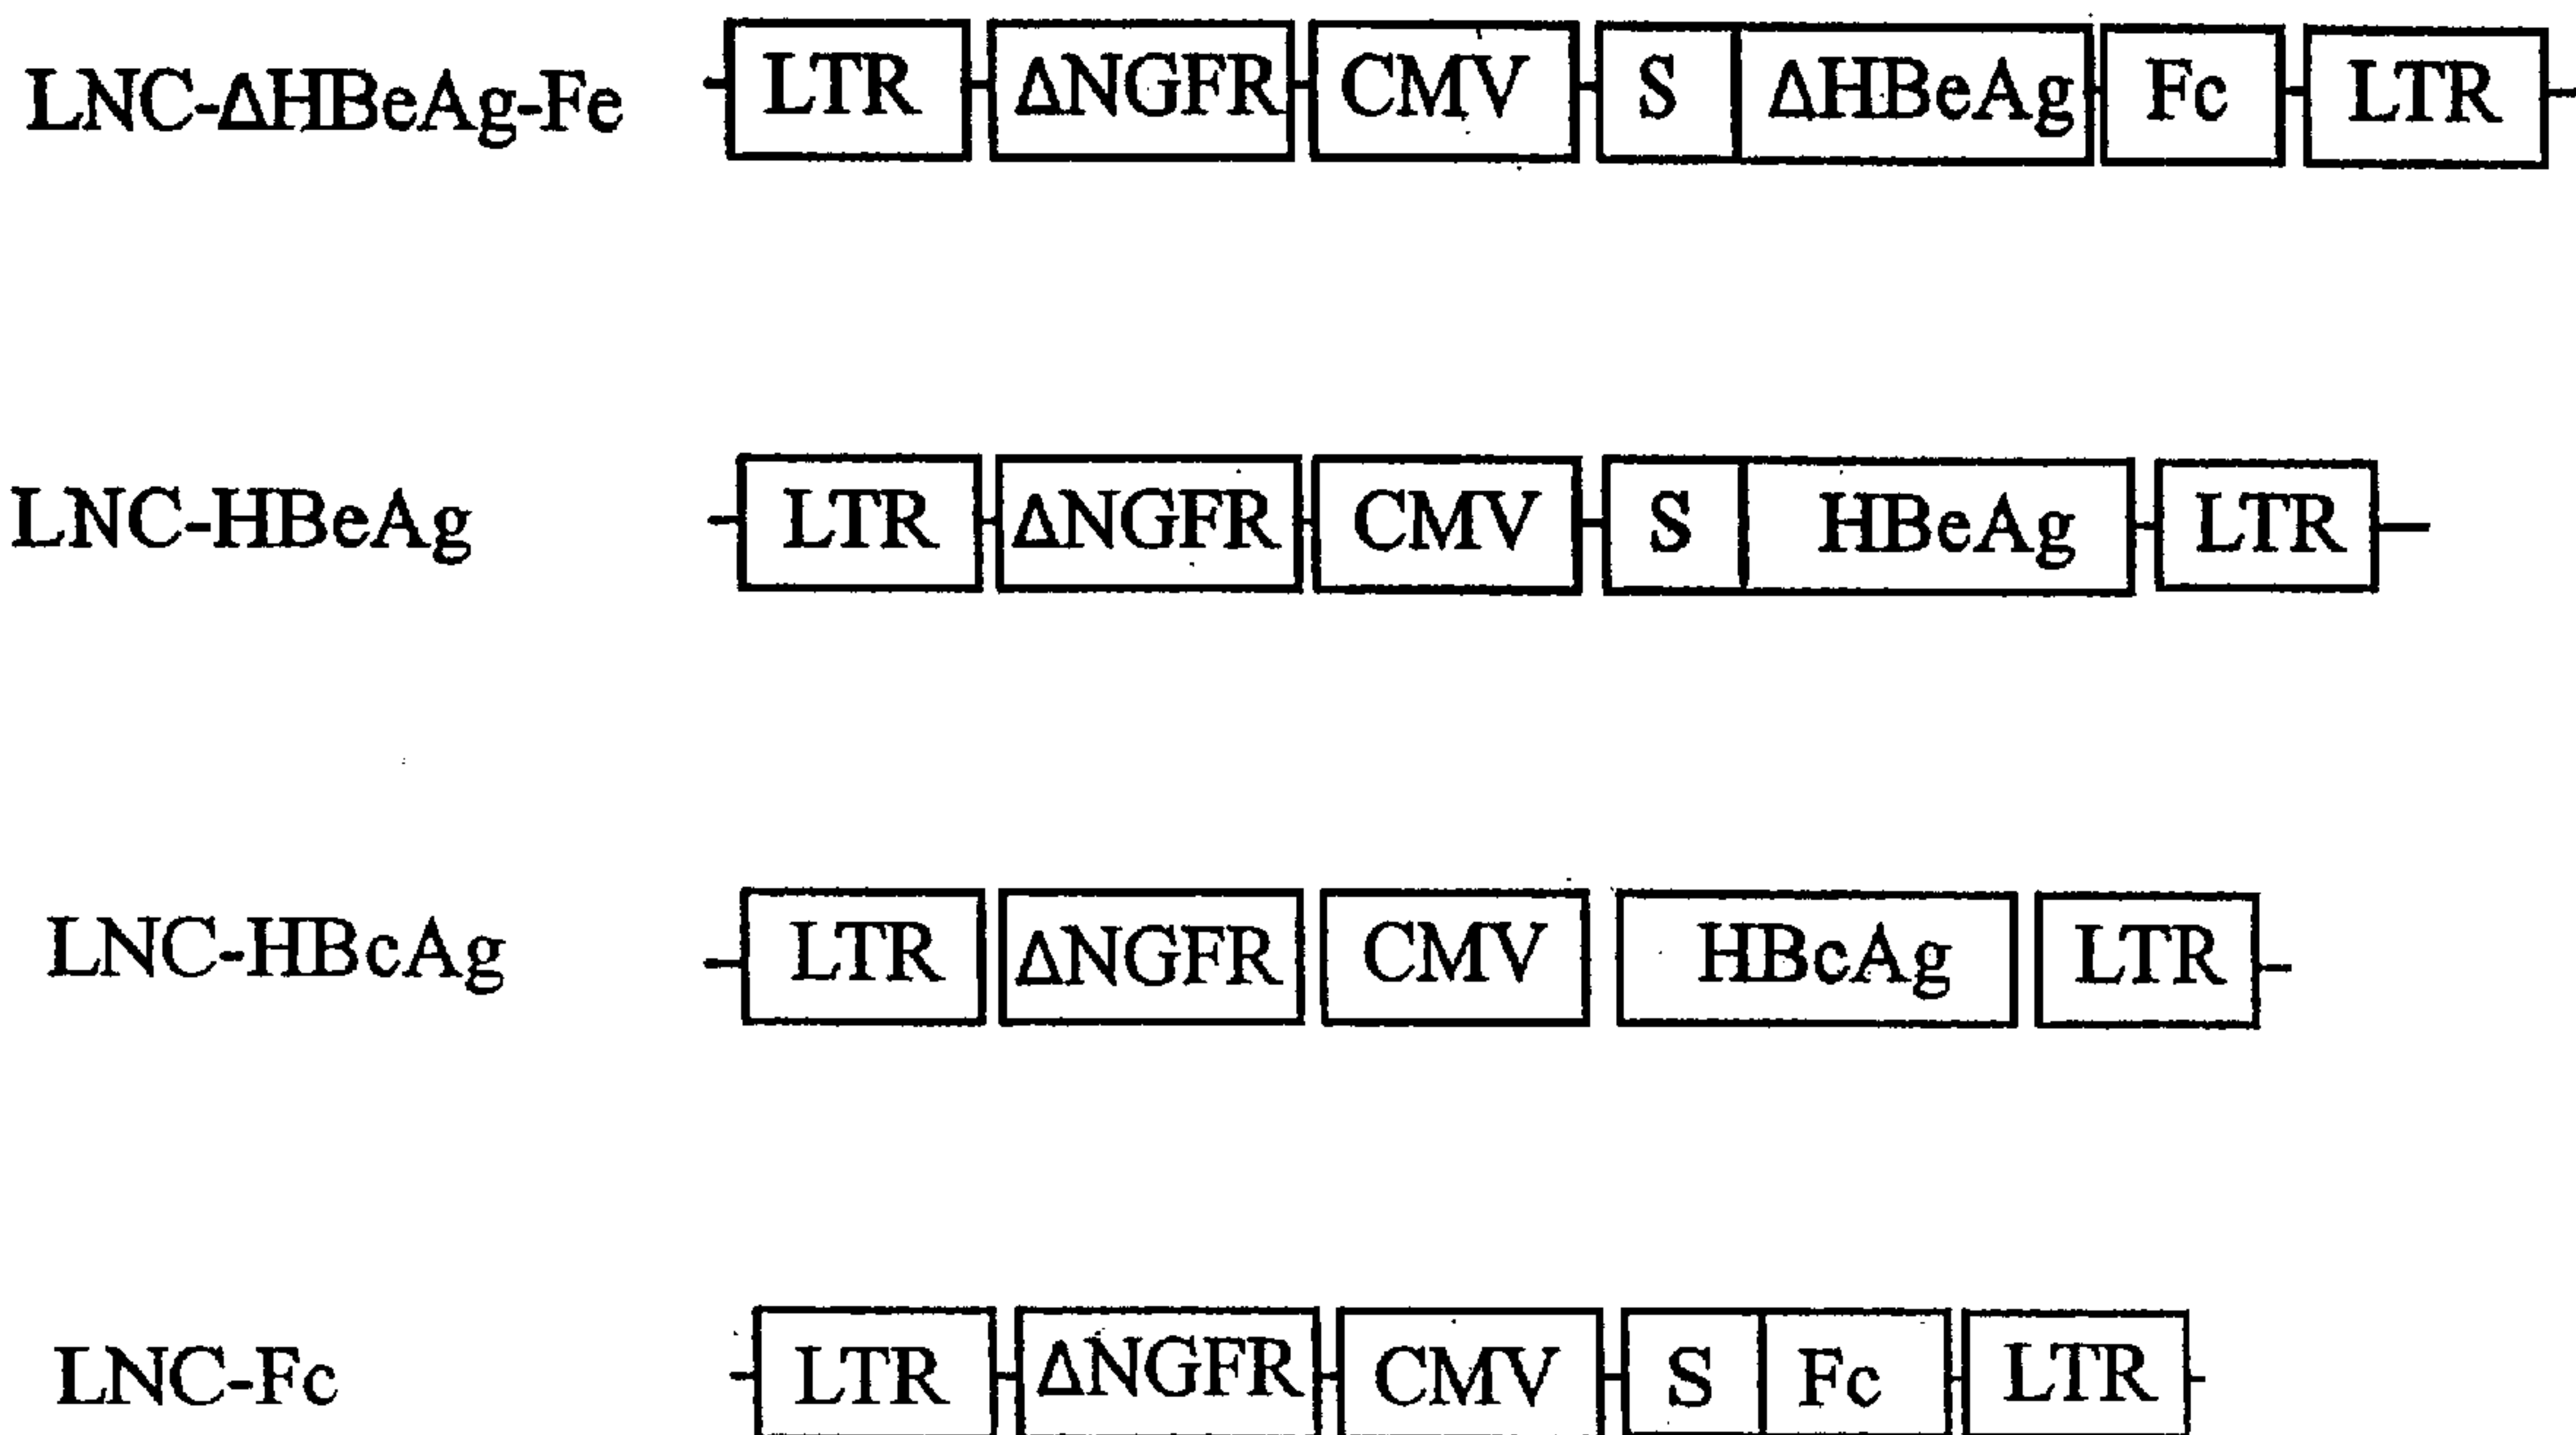 LNC-ΔHBeAg-Fe LTR ΔNGFR CMV S ΔHBeAg Fc LTR
LNC-HBeAg LTR ΔNGFR CMV S HBeAg LTR
LNC-HBcAg LTR ΔNGFR CMV HBcAg LTR
LNC-Fc LTR ΔNGFR CMV S Fc LTR